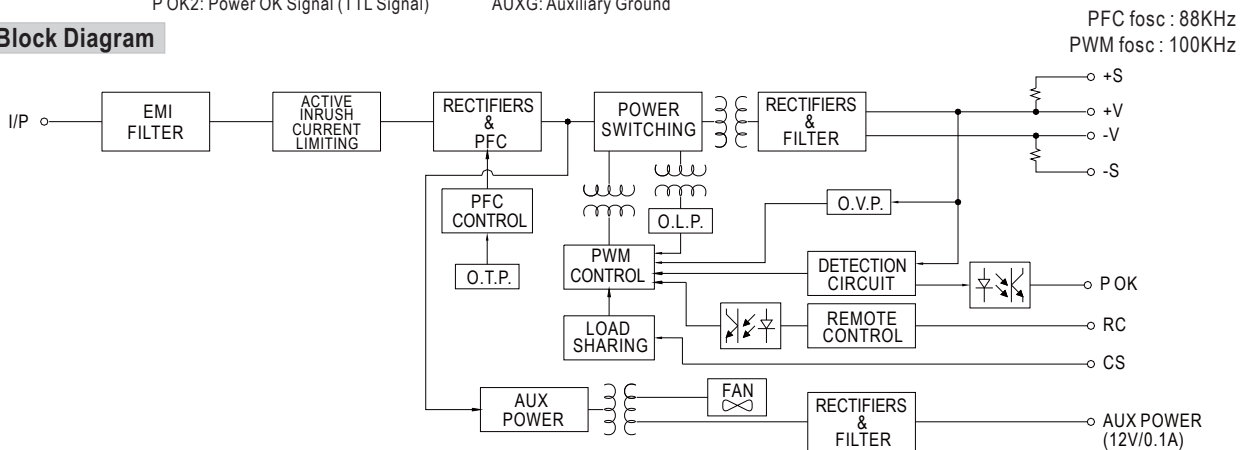 P OK2: Power OK Signal (TTL Signal) AUXG: Auxiliary Ground
Block Diagram
PFC fosc : 88KHz
PWM fosc : 100KHz
I/P
EMI
FILTER
ACTIVE
INRUSH
CURRENT
LIMITING
RECTIFIERS
&
PFC
POWER
SWITCHING
RECTIFIERS
&
FILTER
+S
+V
-V
-S
PFC
CONTROL
O.T.P.
O.L.P.
O.V.P.
PWM
CONTROL
DETECTION
CIRCUIT
P OK
LOAD
SHARING
REMOTE
CONTROL
RC
CS
AUX
POWER
FAN
RECTIFIERS
&
FILTER
AUX POWER
(12V/0.1A)